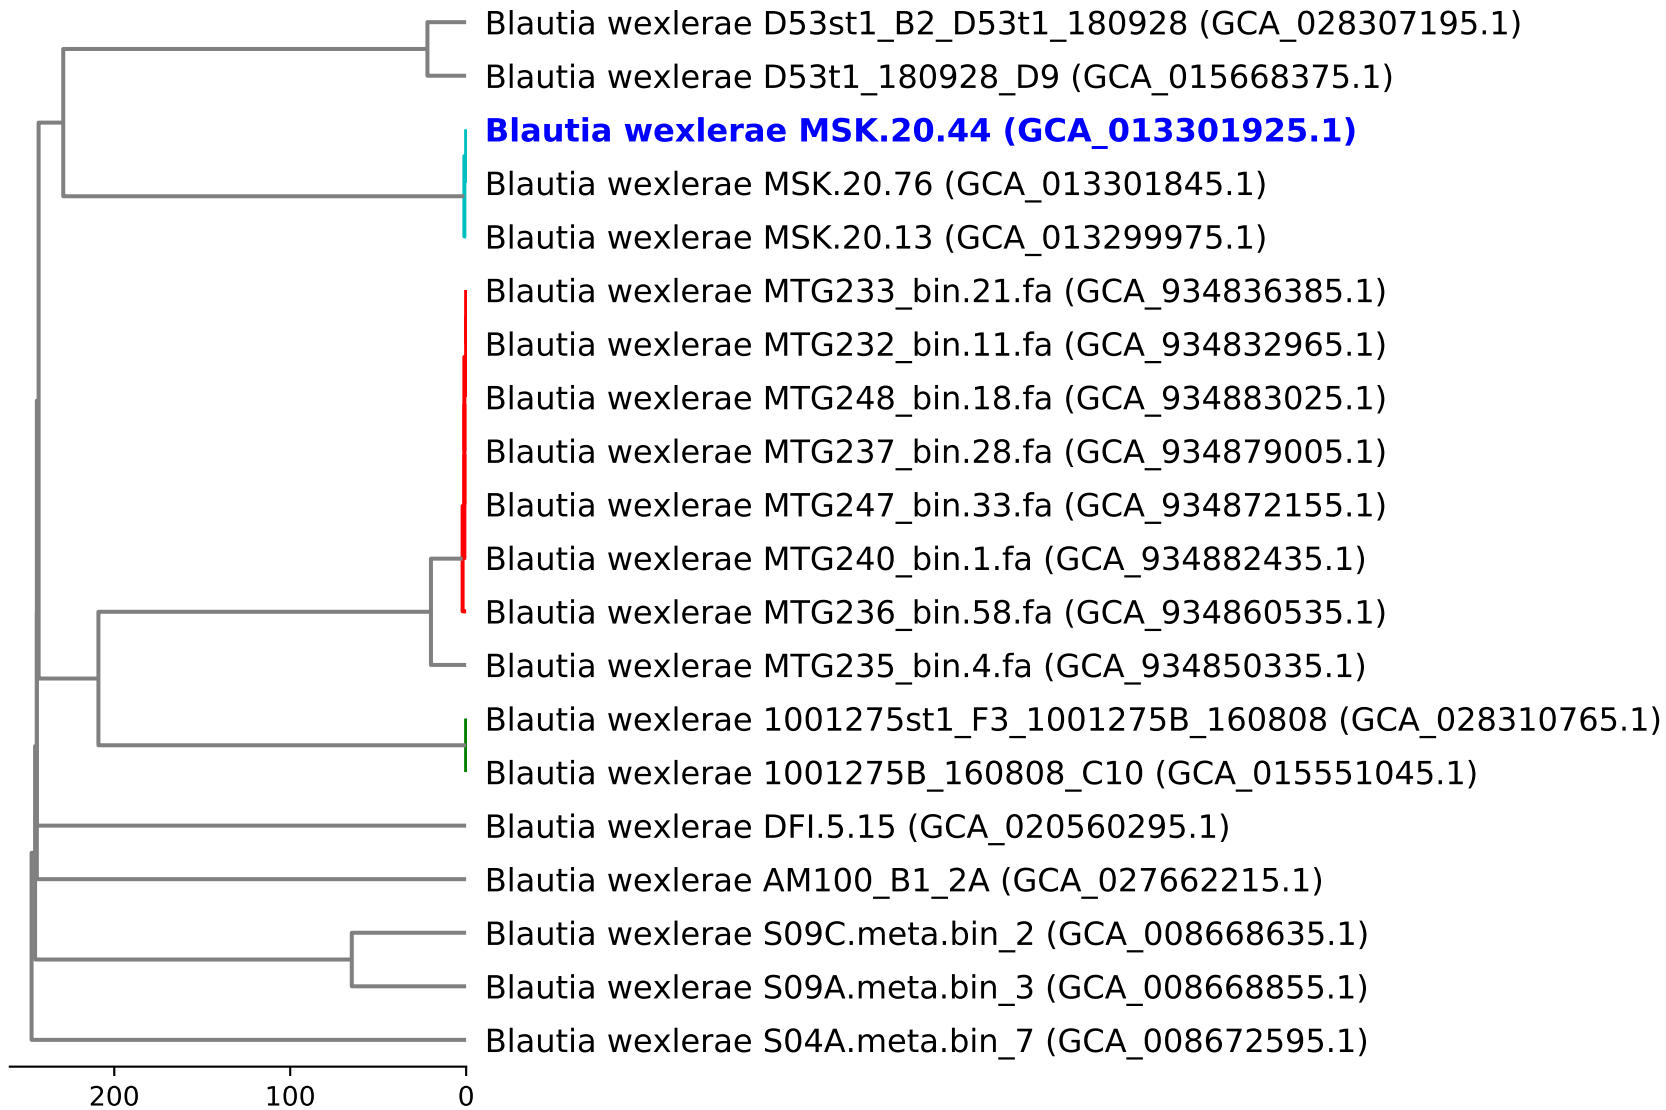 Blautia wexlerae D53st1_B2_D53t1_180928 (GCA_028307195.1)
Blautia wexlerae D53t1_180928_D9 (GCA_015668375.1)
Blautia wexlerae MSK.20.44 (GCA_013301925.1)
Blautia wexlerae MSK.20.76 (GCA_013301845.1)
Blautia wexlerae MSK.20.13 (GCA_013299975.1)
Blautia wexlerae MTG233_bin.21.fa (GCA_934836385.1)
Blautia wexlerae MTG232_bin.11.fa (GCA_934832965.1)
Blautia wexlerae MTG248_bin.18.fa (GCA_934883025.1)
Blautia wexlerae MTG237_bin.28.fa (GCA_934879005.1)
Blautia wexlerae MTG247_bin.33.fa (GCA_934872155.1)
Blautia wexlerae MTG240_bin.1.fa (GCA_934882435.1)
Blautia wexlerae MTG236_bin.58.fa (GCA_934860535.1)
Blautia wexlerae MTG235_bin.4.fa (GCA_934850335.1)
Blautia wexlerae 1001275st1_F3_1001275B_160808 (GCA_028310765.1)
Blautia wexlerae 1001275B_160808_C10 (GCA_015551045.1)
Blautia wexlerae DFI.5.15 (GCA_020560295.1)
Blautia wexlerae AM100_B1_2A (GCA_027662215.1)
Blautia wexlerae S09C.meta.bin_2 (GCA_008668635.1)
Blautia wexlerae S09A.meta.bin_3 (GCA_008668855.1)
Blautia wexlerae S04A.meta.bin_7 (GCA_008672595.1)
200 100 0